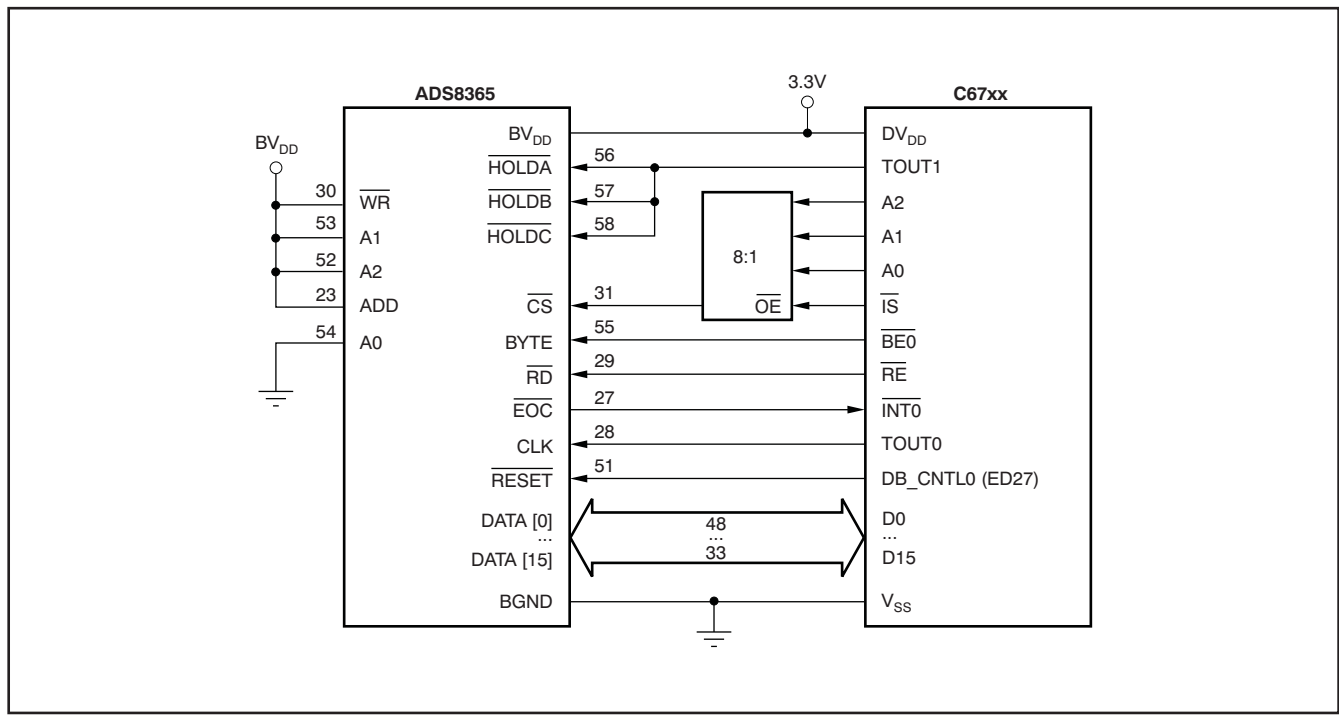 3.3V
ADS8365
C67xx
BVDD
BVDD
DVDD
HOLDA
56
TOUT1
30
WR
HOLDB
57
A2
53
A1
HOLDC
58
8:1
A1
52
A2
A0
23
ADD
CS
31
OE
IS
54
A0
BYTE
55
BE0
RD
29
RE
EOC
27
INT0
CLK
28
TOUT0
RESET
51
DB_CNTL0 (ED27)
DATA [0]
48
D0
...
...
...
DATA [15]
33
D15
BGND
VSS